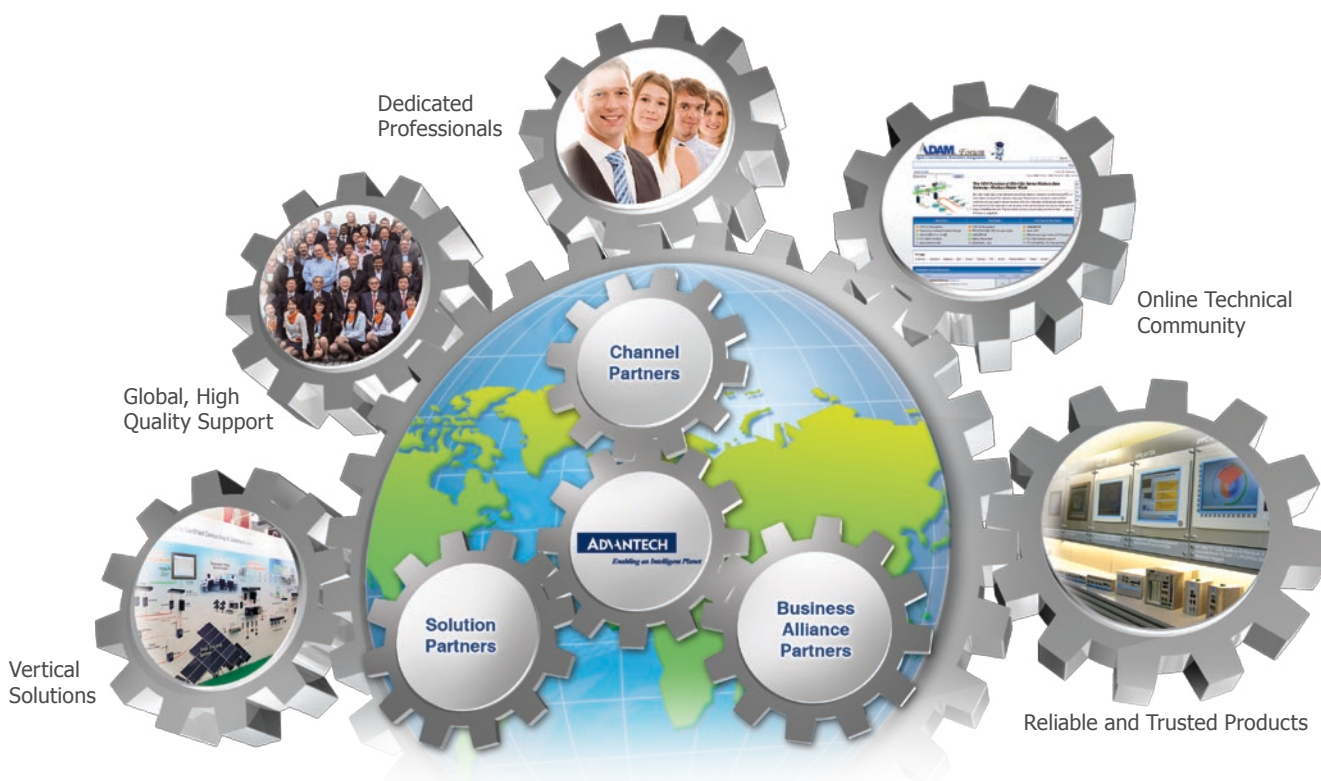 Dedicated
Professionals
ADAM Forum
Online Technical
Community
Global, High
Quality Support
Channel
Partners
ADVANTECH
Enabling an Intelligent Planet
Solution
Partners
Business
Alliance
Partners
Vertical
Solutions
Reliable and Trusted Products